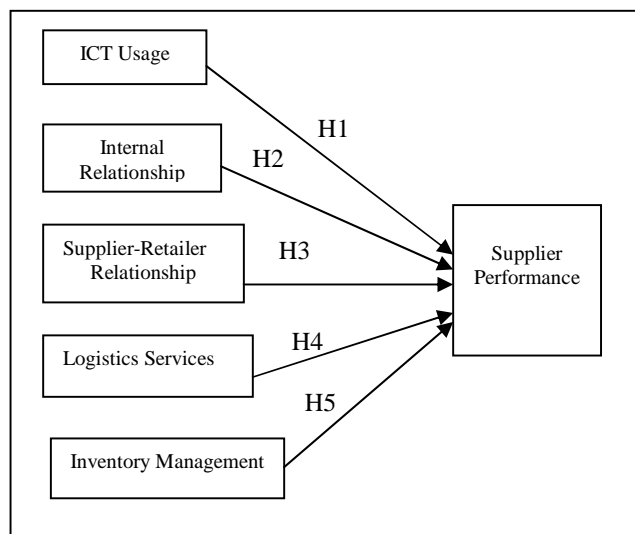 ICT Usage
H1
Internal
Relationship
H2
Supplier-Retailer
Relationship
H3
Supplier
Performance
Logistics Services
H4
H5
Inventory Management